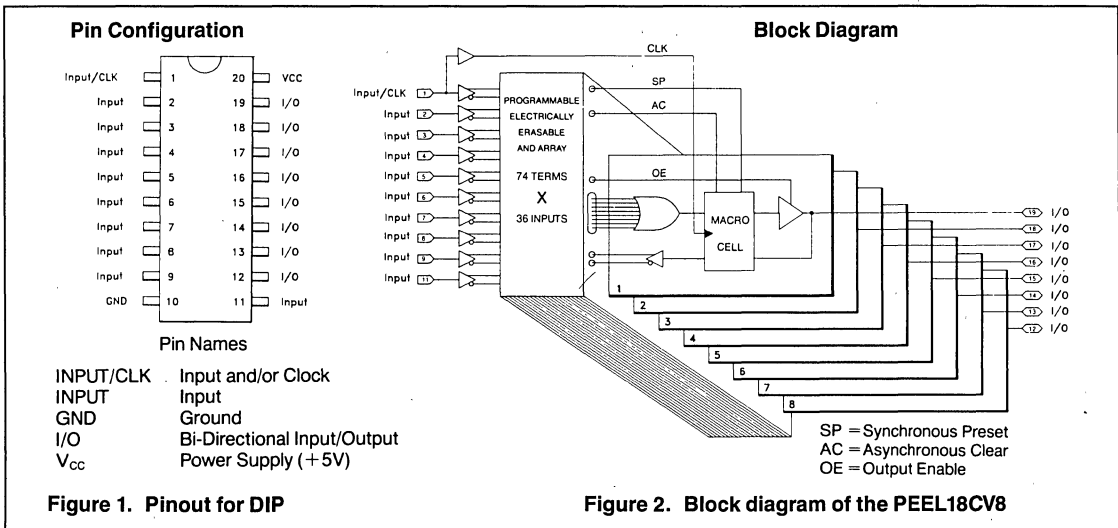 Pin Configuration
Input/CLK 1 20 VCC
Input 2 19 I/O
Input 3 18 I/O
Input 4 17 I/O
Input 5 16 I/O
Input 6 15 I/O
Input 7 14 I/O
Input 8 13 I/O
Input 9 12 I/O
GND 10 11 Input
Pin Names
INPUT/CLK Input and/or Clock
INPUT Input
GND Ground
I/O Bi-Directional Input/Output
VCC Power Supply (+5V)
Figure 1. Pinout for DIP
Block Diagram
CLK
SP
AC
OE
Input/CLK 1
Input 2
Input 3
Input 4
Input 5
Input 6
Input 7
Input 8
Input 9
Input 11
PROGRAMMABLE
ELECTRICALLY
ERASABLE
AND ARRAY
74 TERMS
X
36 INPUTS
MACRO
CELL
1
2
3
4
5
6
7
8
19 I/O
18 I/O
17 I/O
16 I/O
15 I/O
14 I/O
13 I/O
12 I/O
SP = Synchronous Preset
AC = Asynchronous Clear
OE = Output Enable
Figure 2. Block diagram of the PEEL18CV8